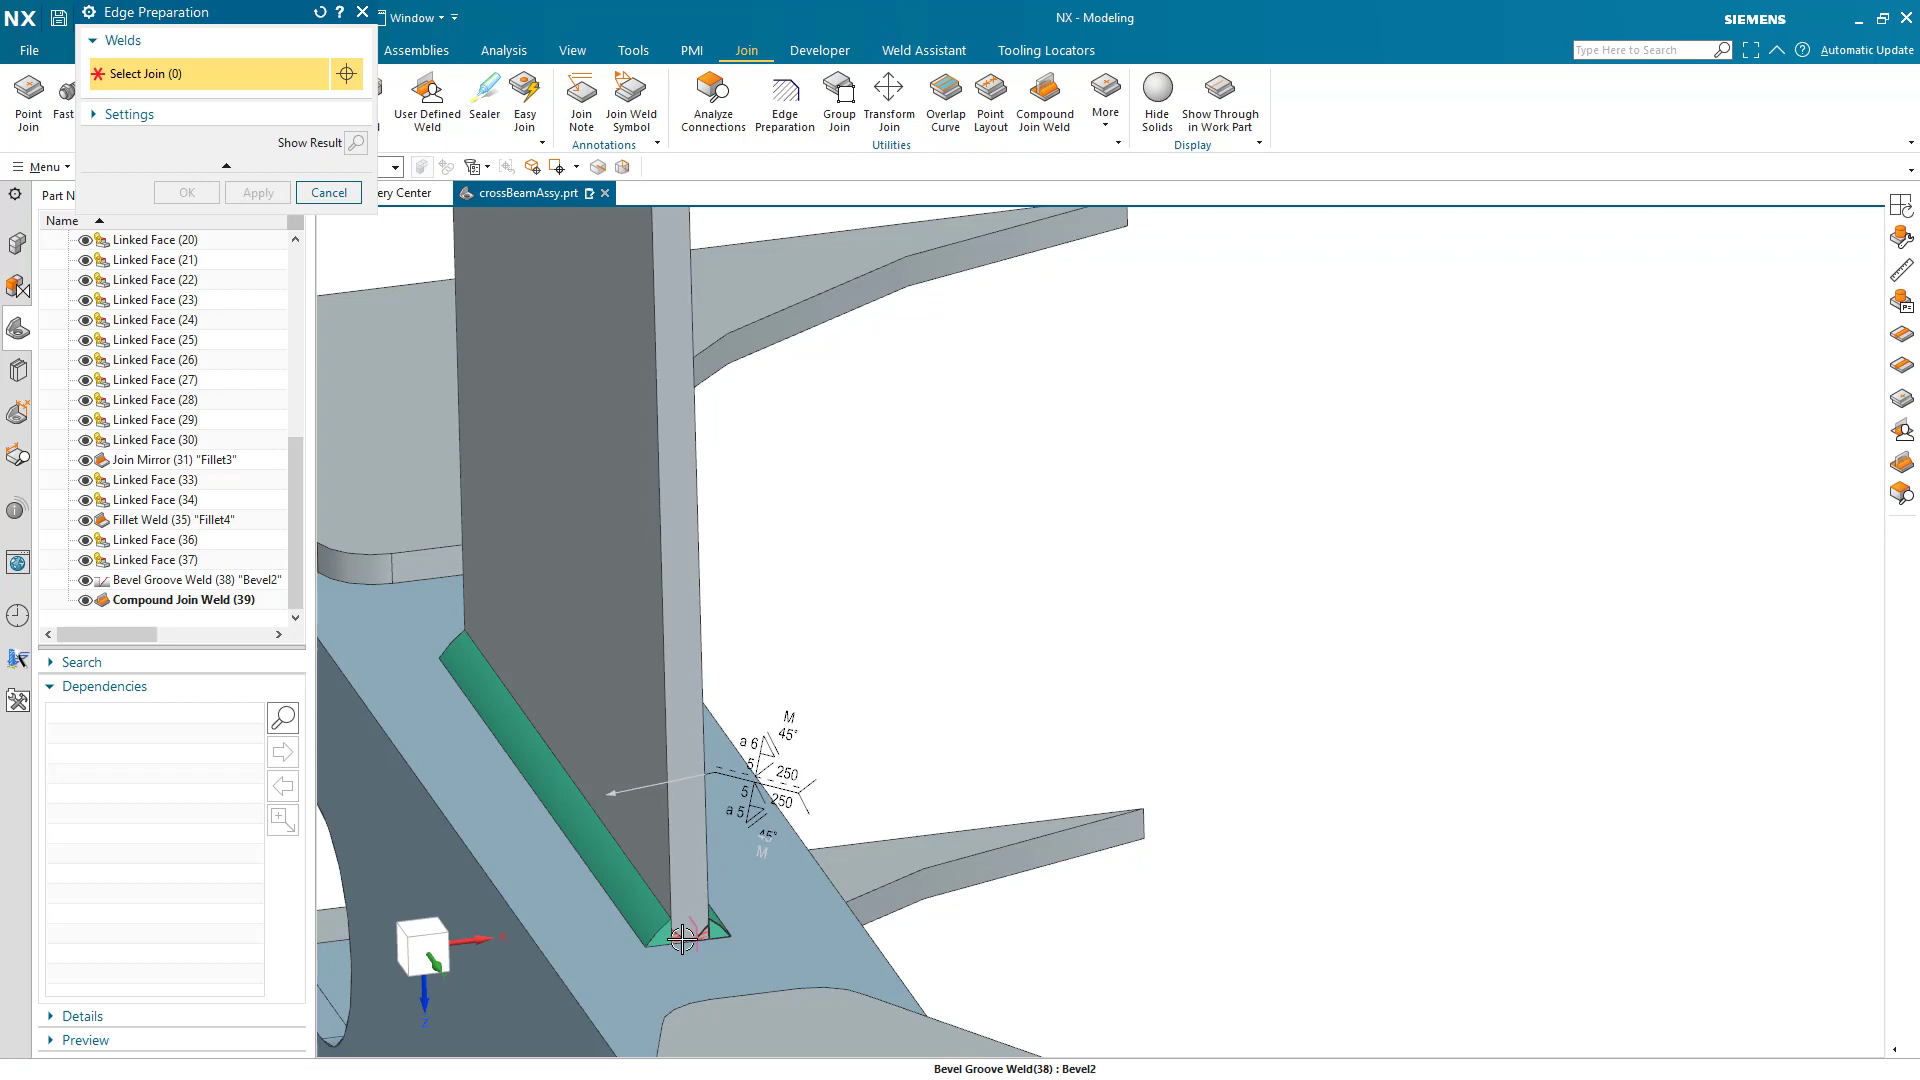 NX
Edge Preparation
Window
NX - Modeling
SIEMENS
File
Assemblies
Analysis
View
Tools
PMI
Join
Developer
Weld Assistant
Tooling Locators
Type Here to Search
Automatic Update
Welds
Select Join (0)
Settings
Show Result
OK
Apply
Cancel
Point Join
Fast
User Defined Weld
Sealer
Easy Join
Join Note
Join Weld Symbol
Annotations
Analyze Connections
Edge Preparation
Group Join
Transform Join
Overlap Curve
Point Layout
Compound Join Weld
More
Utilities
Hide Solids
Show Through in Work Part
Display
Menu
Part N
ery Center
crossBeamAssy.prt
Name
Linked Face (20)
Linked Face (21)
Linked Face (22)
Linked Face (23)
Linked Face (24)
Linked Face (25)
Linked Face (26)
Linked Face (27)
Linked Face (28)
Linked Face (29)
Linked Face (30)
Join Mirror (31) "Fillet3"
Linked Face (33)
Linked Face (34)
Fillet Weld (35) "Fillet4"
Linked Face (36)
Linked Face (37)
Bevel Groove Weld (38) "Bevel2"
Compound Join Weld (39)
Search
Dependencies
Details
Preview
M
45°
a 6
5
250
5
250
a 5
45°
M
X
Z
Bevel Groove Weld(38) : Bevel2